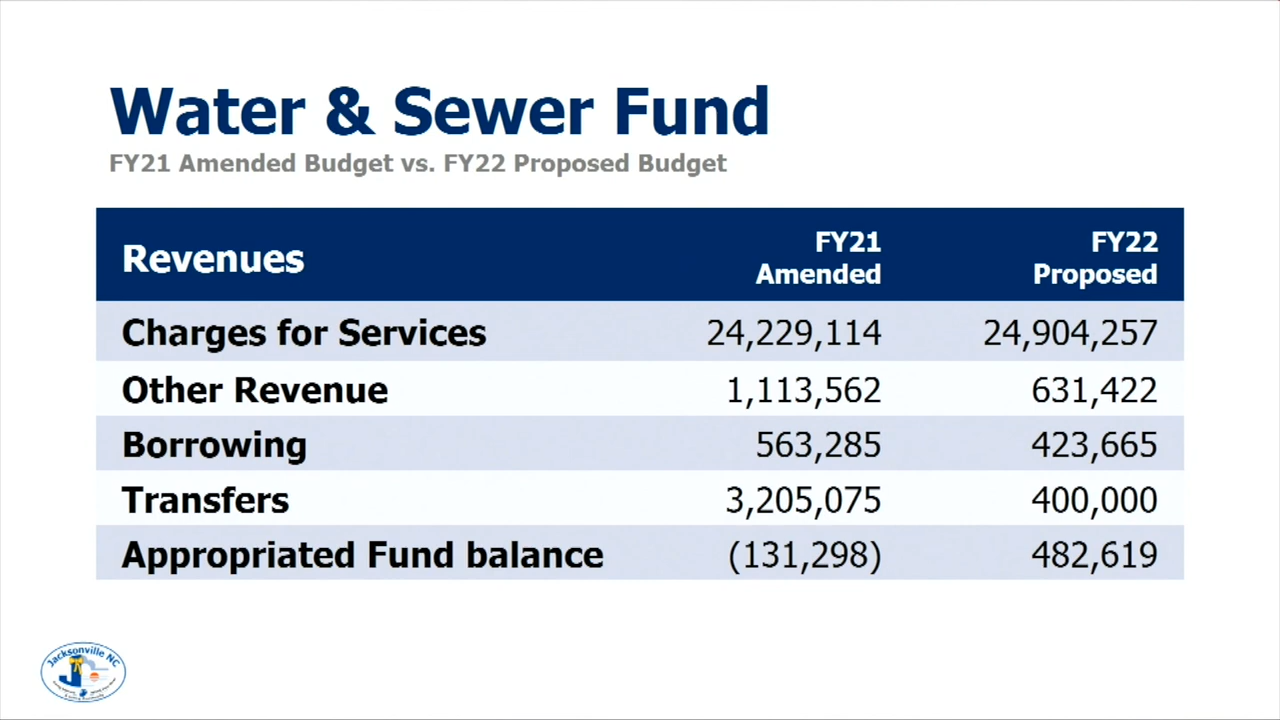 Water & Sewer Fund
FY21 Amended Budget vs. FY22 Proposed Budget
Revenues FY21 Amended FY22 Proposed
Charges for Services 24,229,114 24,904,257
Other Revenue 1,113,562 631,422
Borrowing 563,285 423,665
Transfers 3,205,075 400,000
Appropriated Fund balance (131,298) 482,619
Jacksonville NC